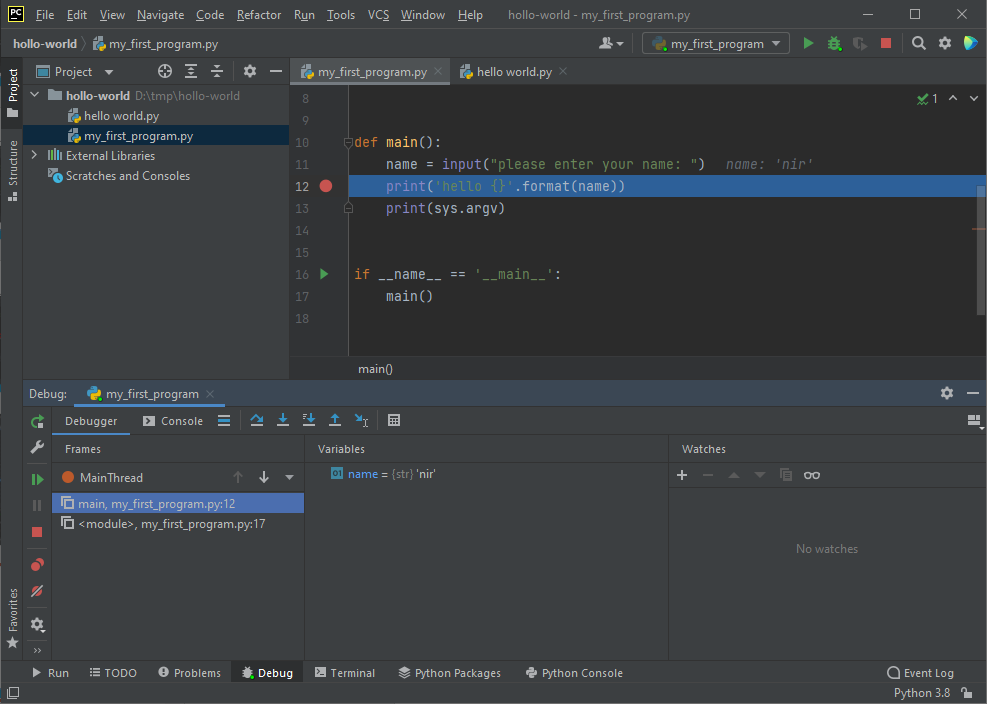 PC File Edit View Navigate Code Refactor Run Tools VCS Window Help hollo-world - my_first_program.py
hollo-world my_first_program.py my_first_program
Project
Structure
Favorites
Project
hollo-world D:\tmp\hollo-world
hello world.py
my_first_program.py
External Libraries
Scratches and Consoles
my_first_program.py hello world.py
8 1
9
10 def main():
11 name = input("please enter your name: ") name: 'nir'
12 print('hello {}'.format(name))
13 print(sys.argv)
14
15
16 if __name__ == '__main__':
17 main()
18
main()
Debug: my_first_program
Debugger Console
Frames Variables Watches
MainThread
main, my_first_program.py:12
<module>, my_first_program.py:17
01 name = {str} 'nir'
No watches
Run TODO Problems Debug Terminal Python Packages Python Console Event Log
Python 3.8